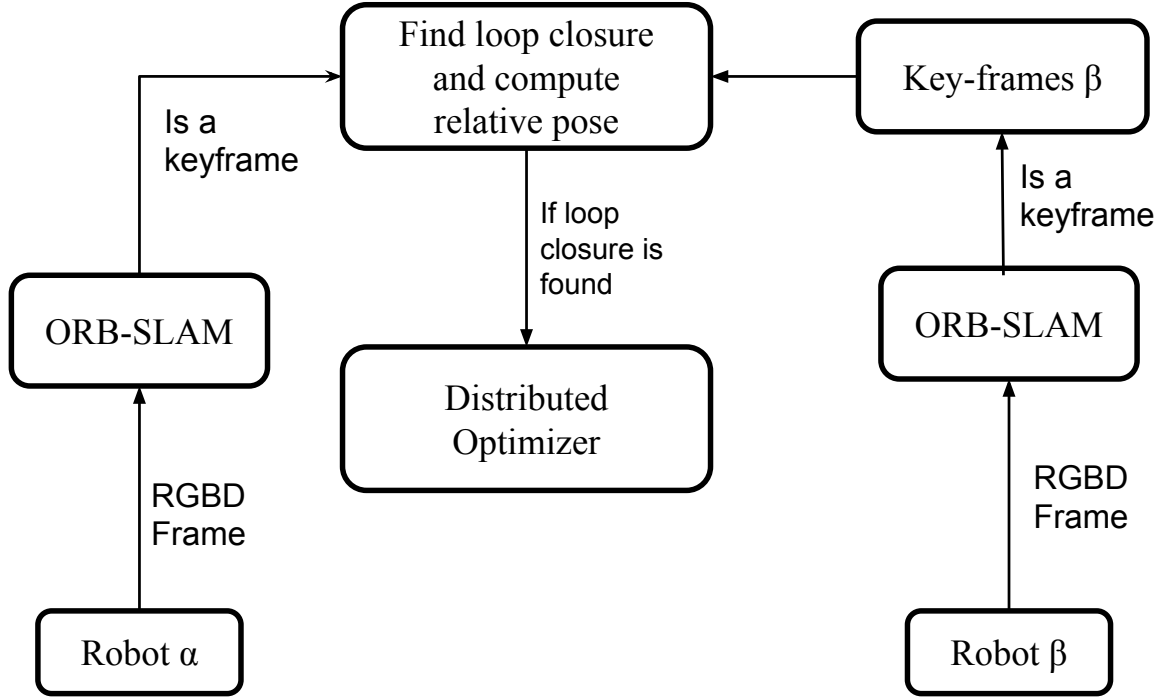 Find loop closure
and compute
relative pose
Key-frames β
Is a
keyframe
Is a
keyframe
If loop
closure is
found
ORB-SLAM
ORB-SLAM
Distributed
Optimizer
RGBD
Frame
RGBD
Frame
Robot α
Robot β